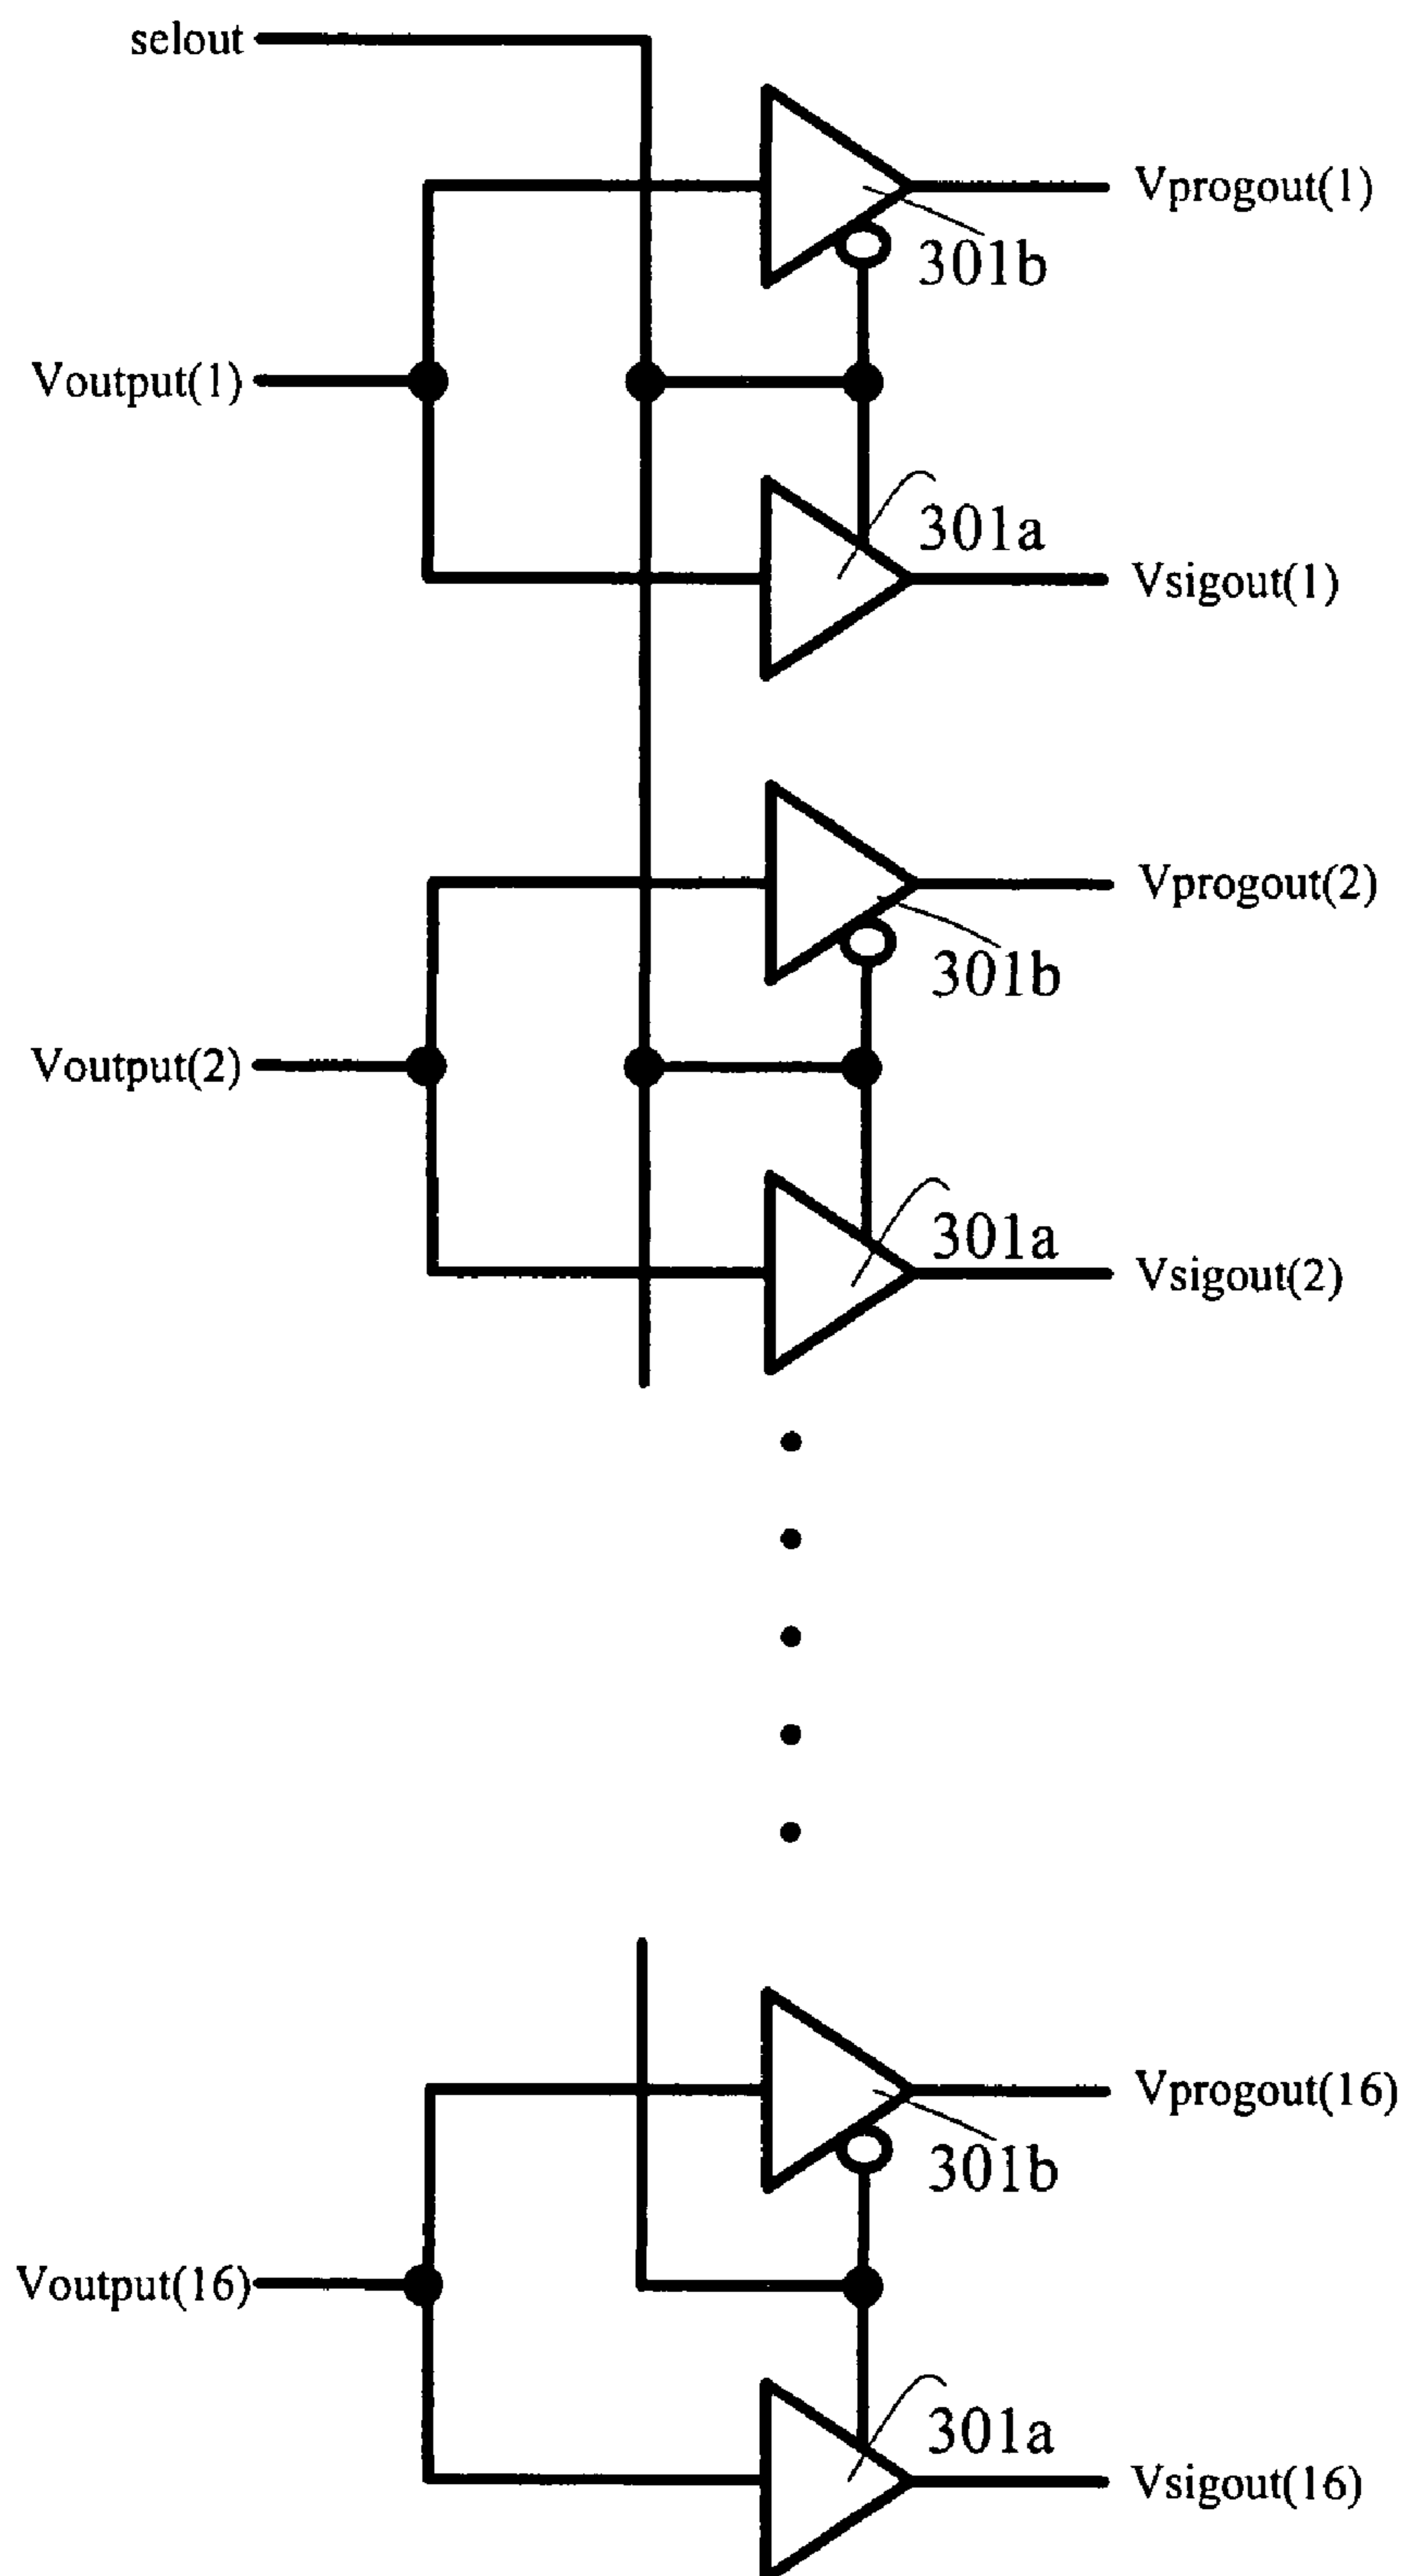 selout
Vprogout(1)
301b
Voutput(1)
301a
Vsigout(1)
Vprogout(2)
301b
Voutput(2)
301a
Vsigout(2)
Vprogout(16)
301b
Voutput(16)
301a
Vsigout(16)